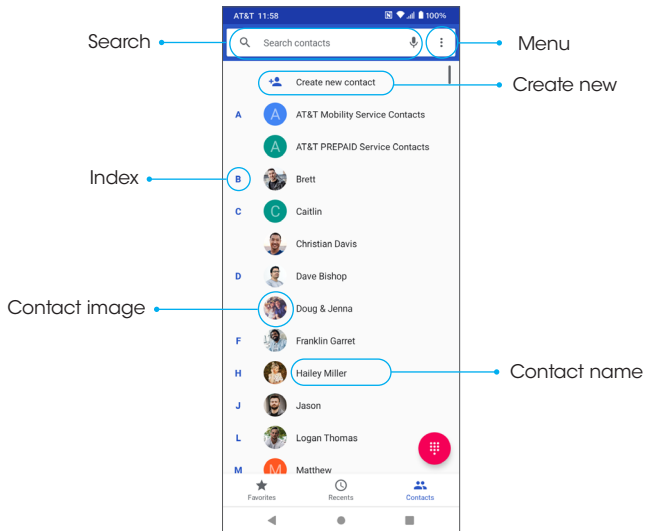 AT&T 11:58 100%
Search
Search contacts
Menu
Create new contact
Create new
A AT&T Mobility Service Contacts
A
A AT&T PREPAID Service Contacts
Index
B Brett
C C Caitlin
Christian Davis
D Dave Bishop
Contact image
Doug & Jenna
F Franklin Garret
H Hailey Miller
Contact name
J Jason
L Logan Thomas
M M Matthew
Favorites Recents Contacts